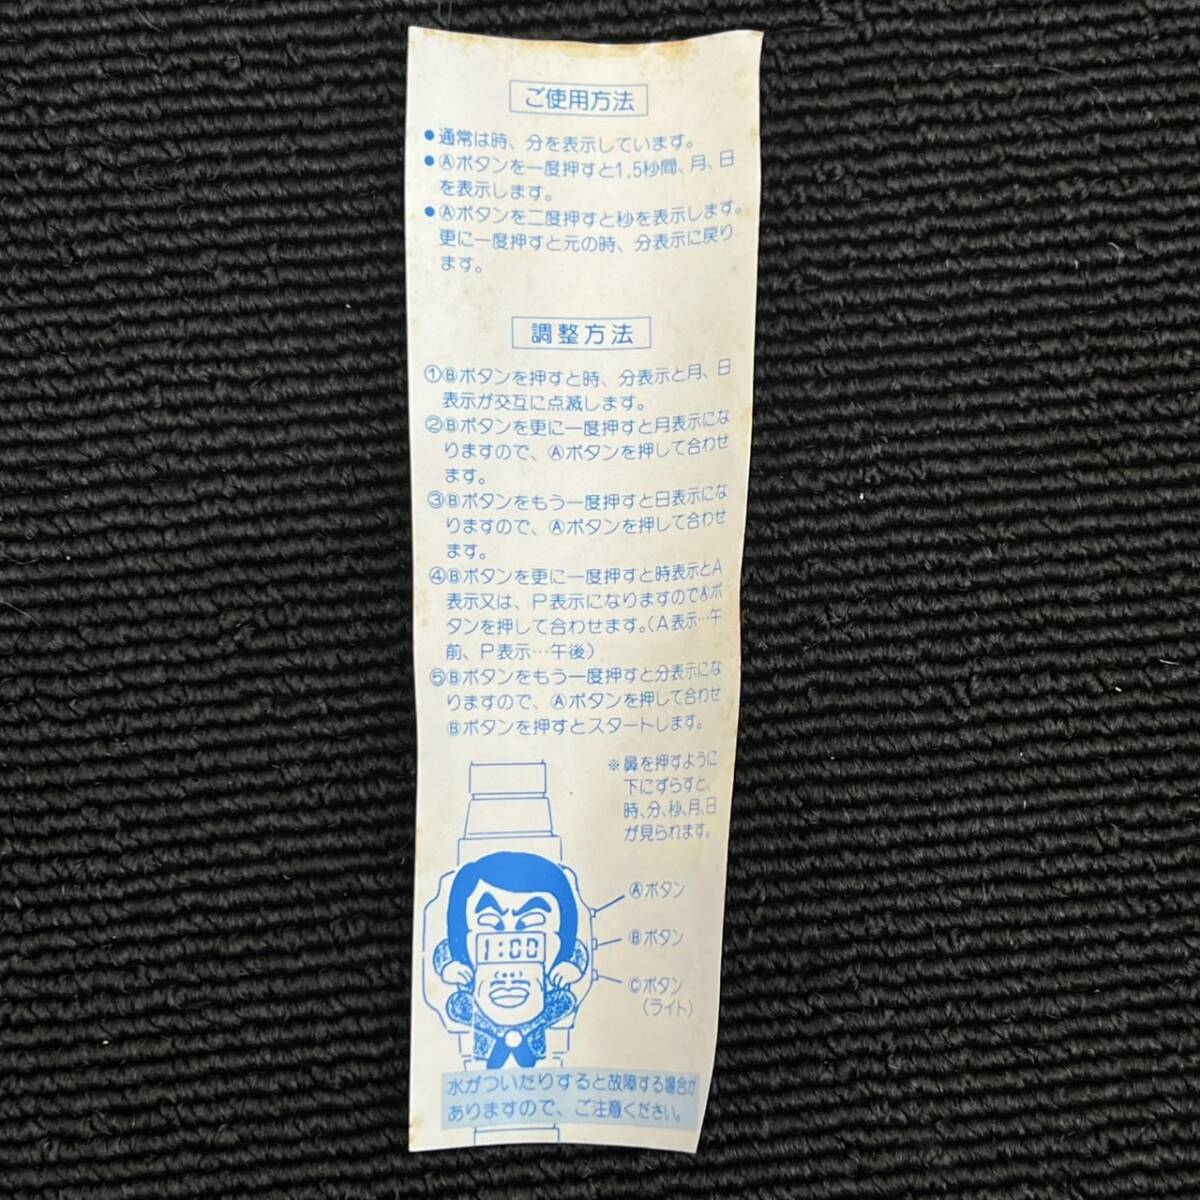 ご使用方法
●通常は時、分を表示しています。
●Ⓐボタンを一度押すと1.5秒間、月、日
を表示します。
●Ⓐボタンを二度押すと秒を表示します。
更に一度押すと元の時、分表示に戻り
ます。
調整方法
①Ⓑボタンを押すと時、分表示と月、日
表示が交互に点滅します。
②Ⓑボタンを更に一度押すと月表示にな
りますので、Ⓐボタンを押して合わせ
ます。
③Ⓑボタンをもう一度押すと日表示にな
りますので、Ⓐボタンを押して合わせ
ます。
④Ⓑボタンを更に一度押すと時表示とA
表示又は、P表示になりますのでⒶボ
タンを押して合わせます。(A表示…午
前、P表示…午後)
⑤Ⓑボタンをもう一度押すと分表示にな
りますので、Ⓐボタンを押して合わせ
Ⓑボタンを押すとスタートします。
※鼻を押すように
下にずらすと、
時、分、秒、月、日
が見られます。
Ⓐボタン
1:00
Ⓑボタン
Ⓒボタン
(ライト)
水がついたりすると故障する場合が
ありますので、ご注意ください。